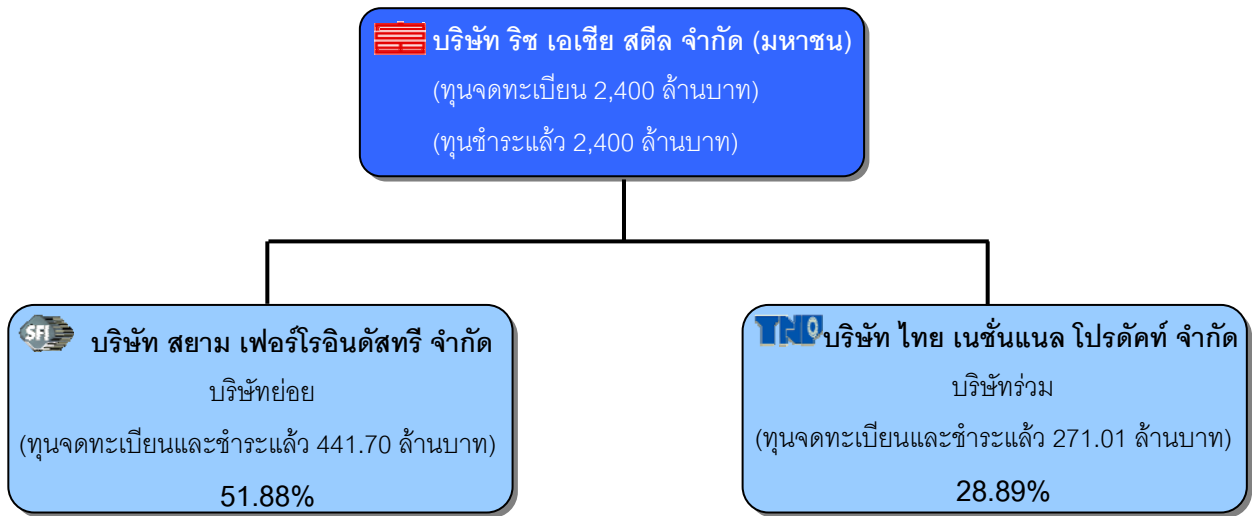 บริษัท ริช เอเชีย สตีล จำกัด (มหาชน)
(ทุนจดทะเบียน 2,400 ล้านบาท)
(ทุนชำระแล้ว 2,400 ล้านบาท)
SFI บริษัท สยาม เฟอร์โรอินดัสทรี จำกัด
บริษัทย่อย
(ทุนจดทะเบียนและชำระแล้ว 441.70 ล้านบาท)
51.88%
TNP บริษัท ไทย เนชั่นแนล โปรดัคท์ จำกัด
บริษัทร่วม
(ทุนจดทะเบียนและชำระแล้ว 271.01 ล้านบาท)
28.89%